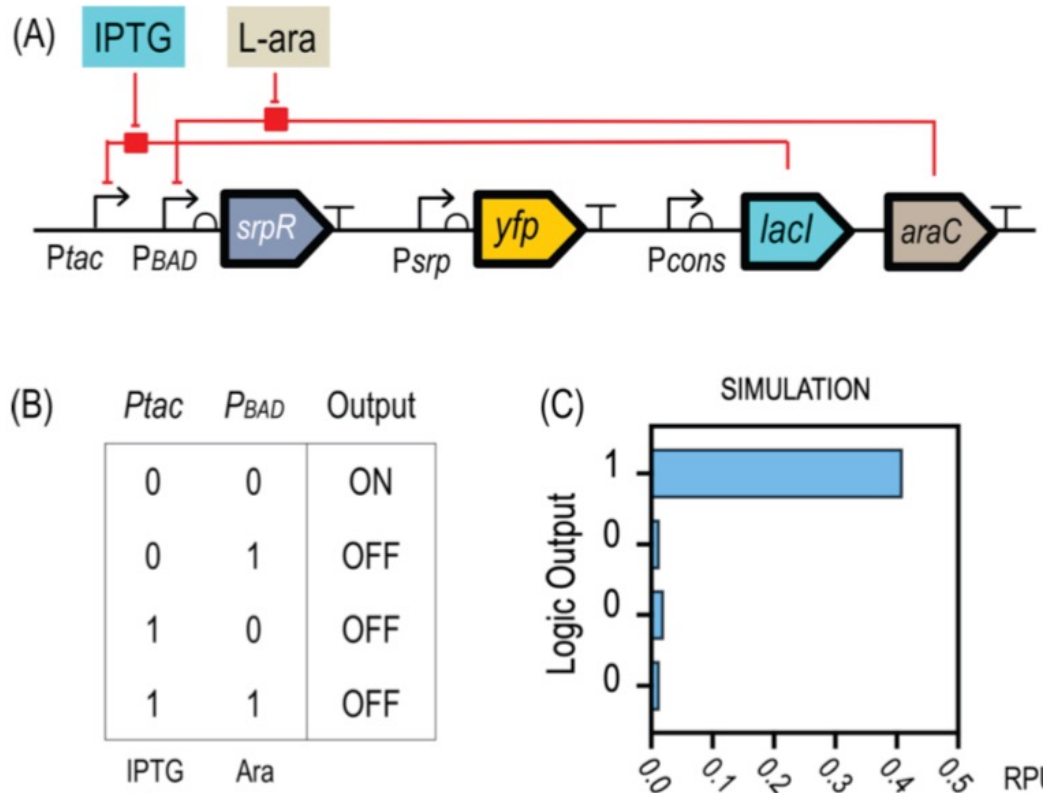 (A) IPTG L-ara
srpR yfp lacI araC
Ptac PBAD Psrp Pcons
(B) Ptac PBAD Output
0 0 ON
0 1 OFF
1 0 OFF
1 1 OFF
IPTG Ara
(C) SIMULATION
Logic Output
1
0
0
0
0.0 0.1 0.2 0.3 0.4 0.5 RPU